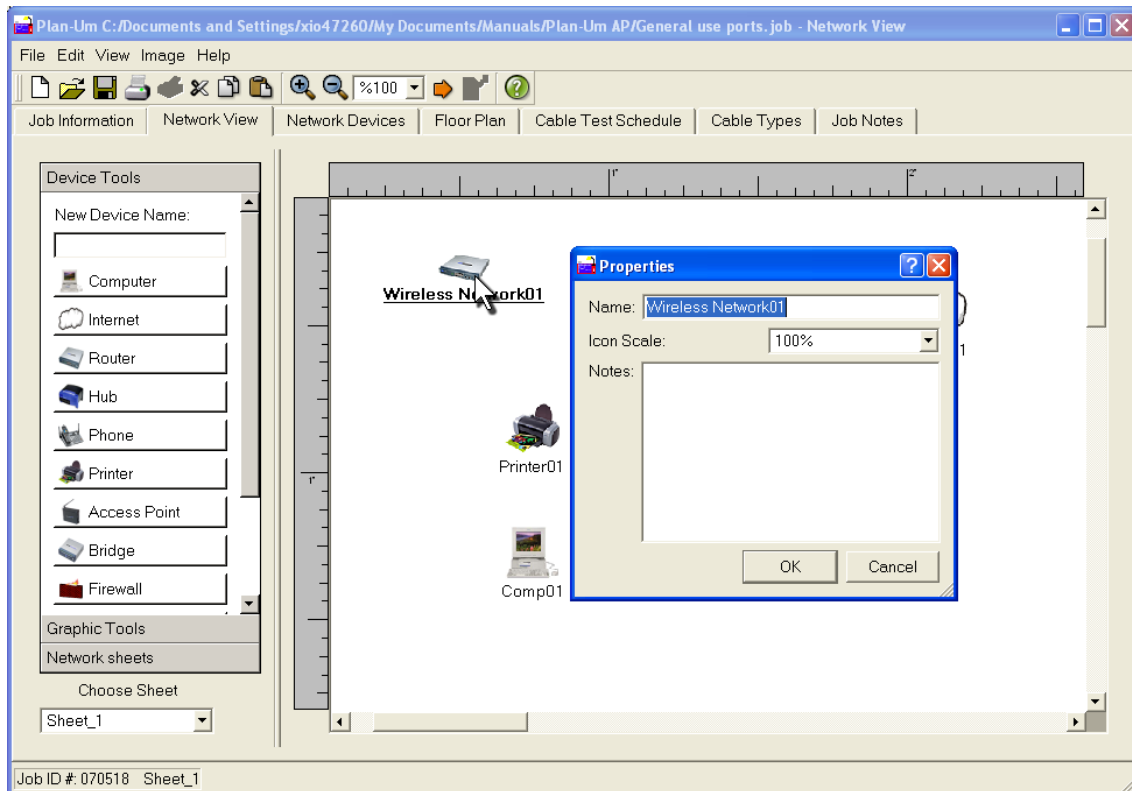 Plan-Um C:/Documents and Settings/xio47260/My Documents/Manuals/Plan-Um AP/General use ports.job - Network View
File Edit View Image Help
%100
Job Information Network View Network Devices Floor Plan Cable Test Schedule Cable Types Job Notes
Device Tools
New Device Name:
Computer
Internet
Router
Hub
Phone
Printer
Access Point
Bridge
Firewall
Graphic Tools
Network sheets
Choose Sheet
Sheet_1
Wireless Network01
Printer01
Comp01
1
Properties
Name: Wireless Network01
Icon Scale: 100%
Notes:
OK Cancel
Job ID #: 070518 Sheet_1